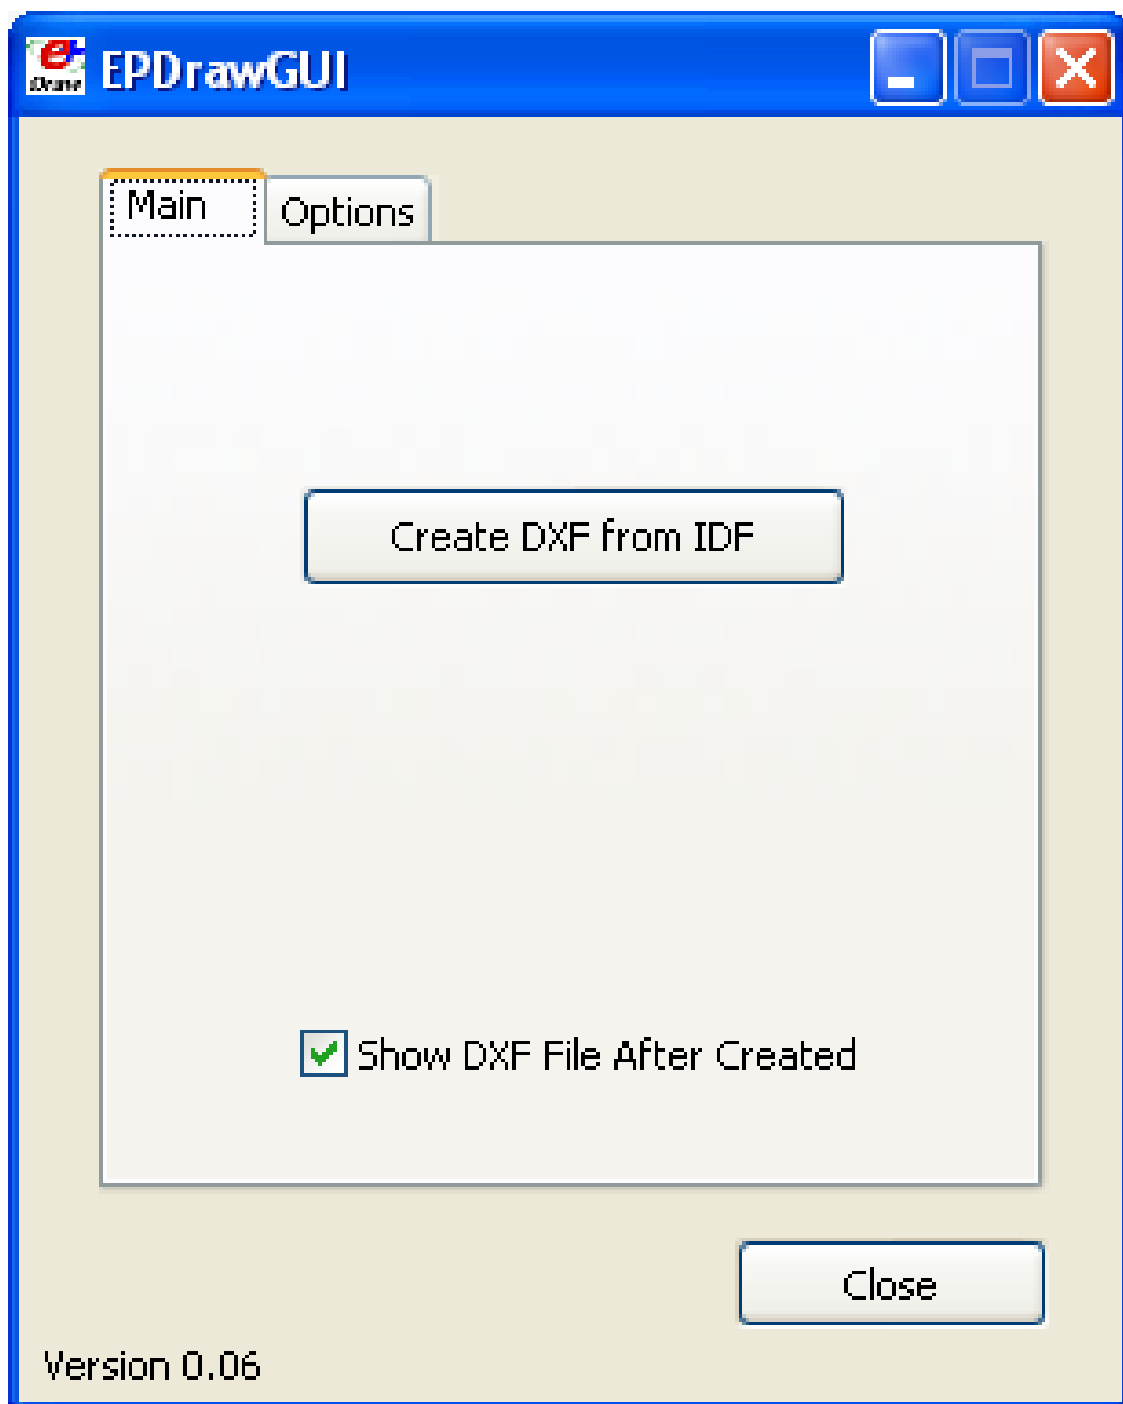 EPDrawGUI
Main
Options
Create DXF from IDF
Show DXF File After Created
Close
Version 0.06